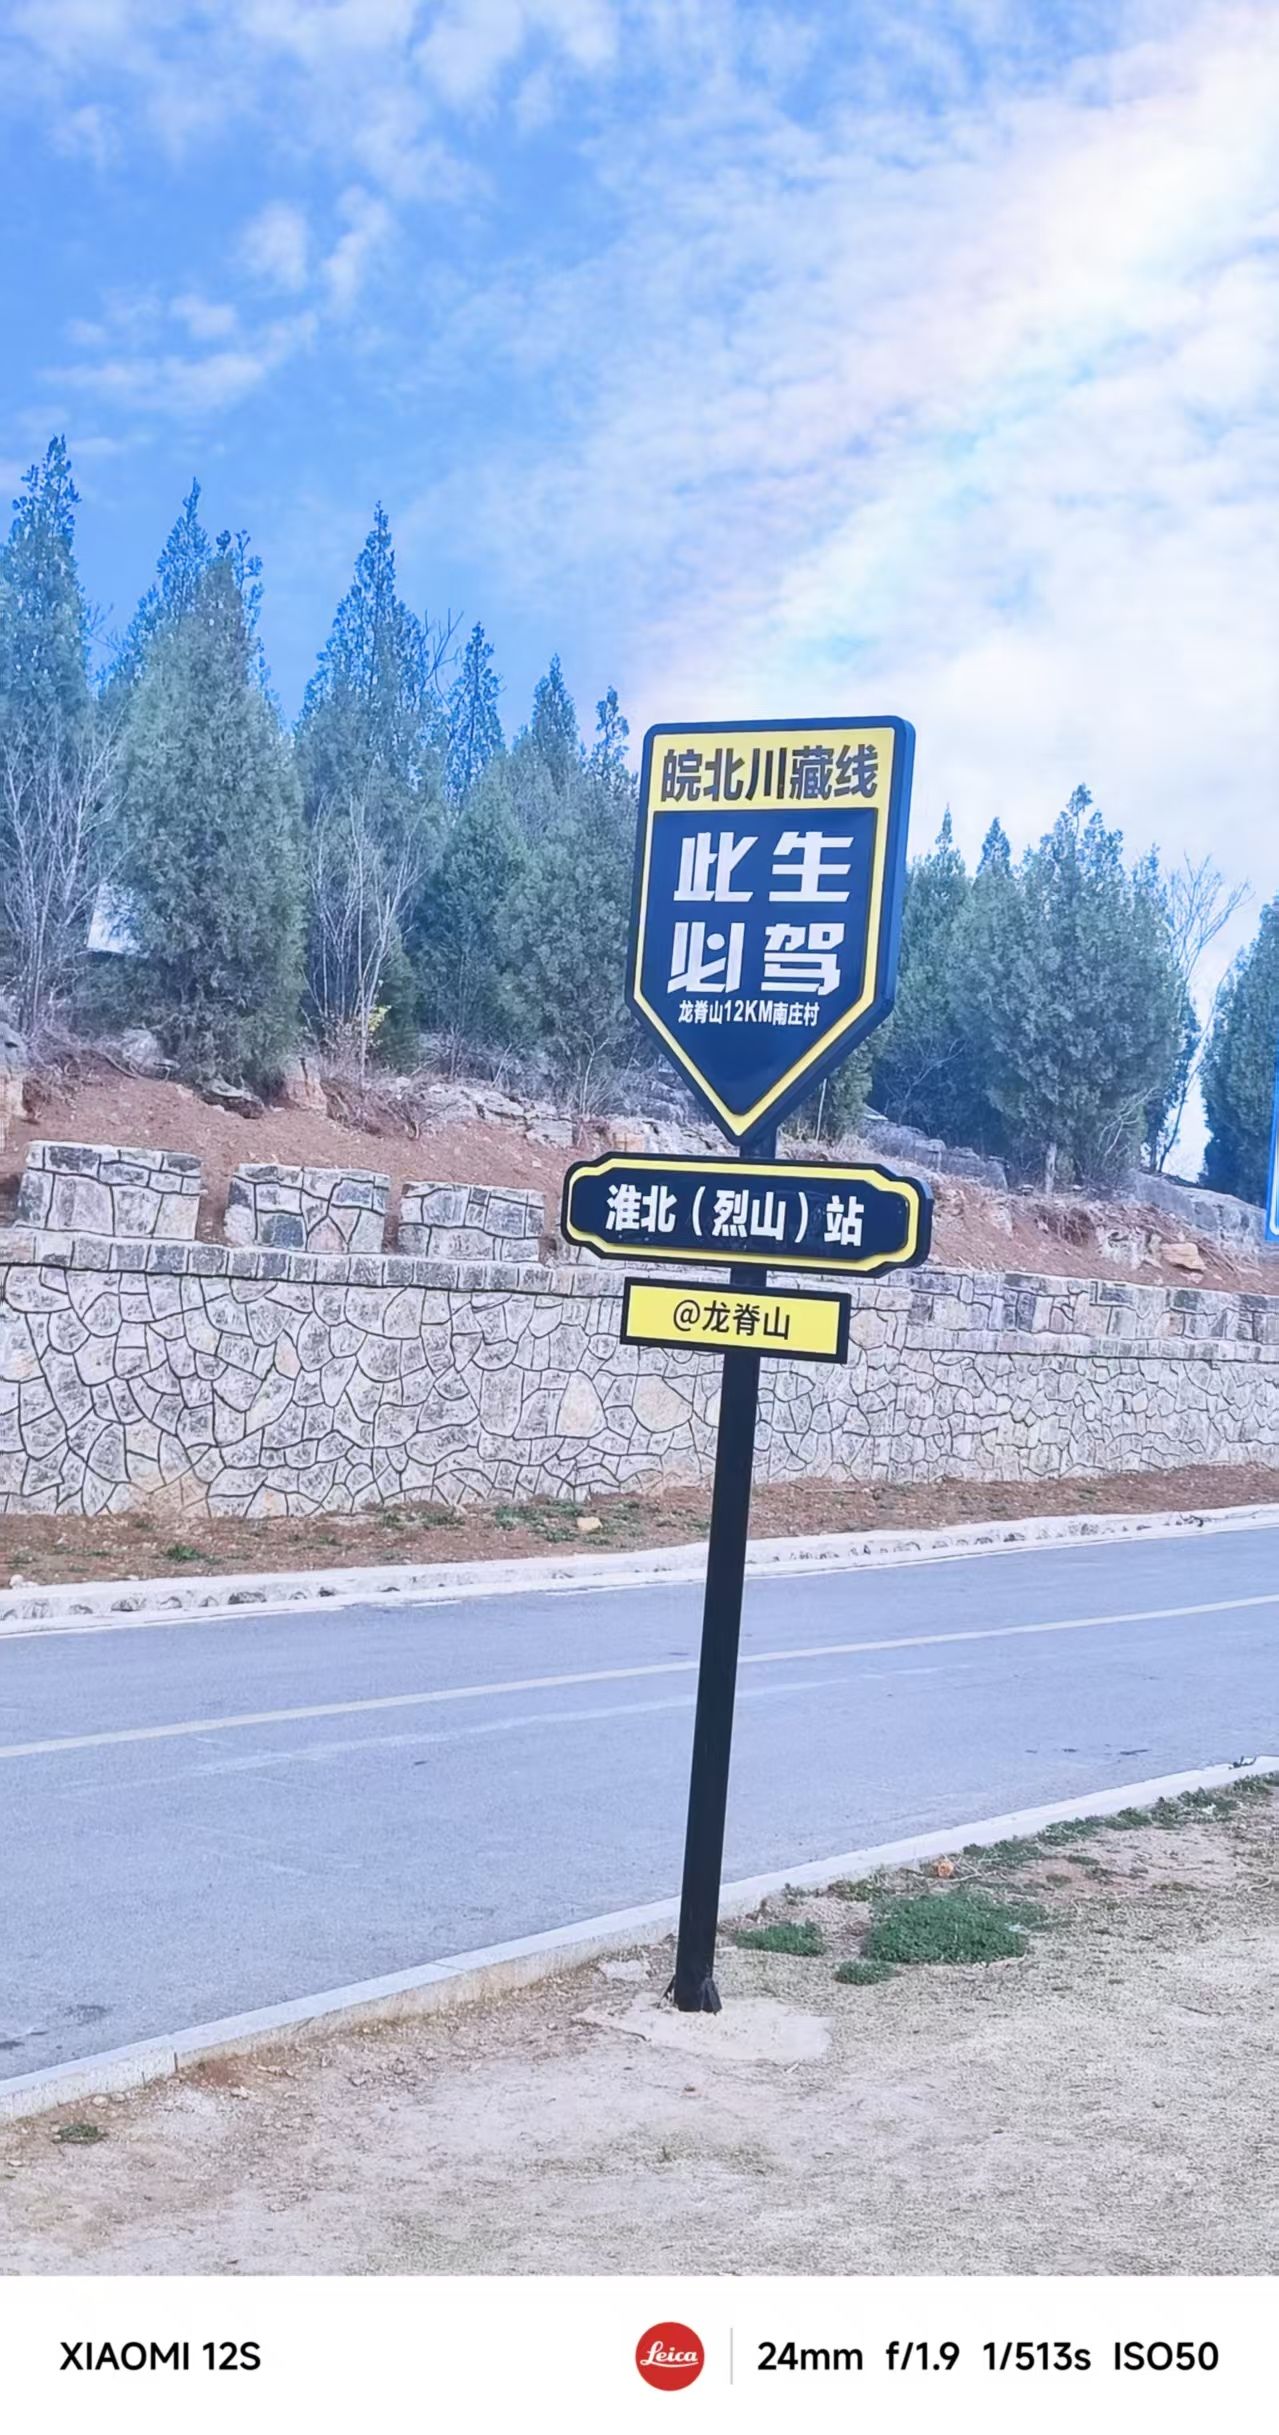 皖北川藏线
此生
必驾
龙脊山12KM南庄村
淮北（烈山）站
@龙脊山
XIAOMI 12S
Leica
24mm f/1.9 1/513s ISO50